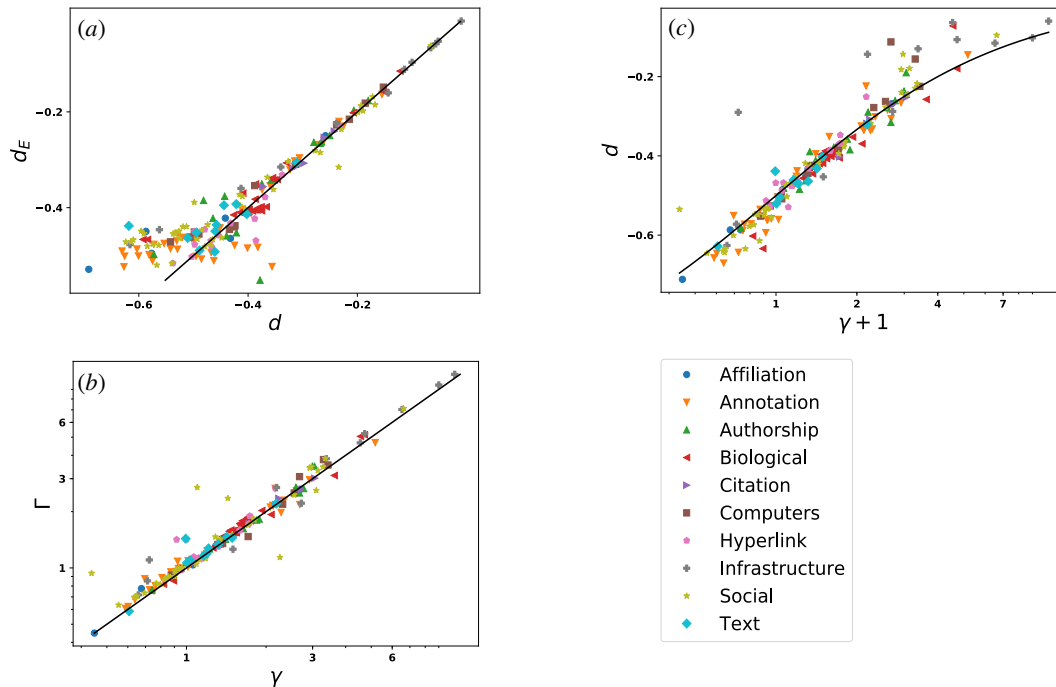 (a)
−0.2
−0.4
−0.6
−0.4
−0.2
d_E
d
(c)
−0.2
−0.4
−0.6
1
2
4
7
d
γ + 1
(b)
6
3
1
1
3
6
Γ
γ
Affiliation
Annotation
Authorship
Biological
Citation
Computers
Hyperlink
Infrastructure
Social
Text